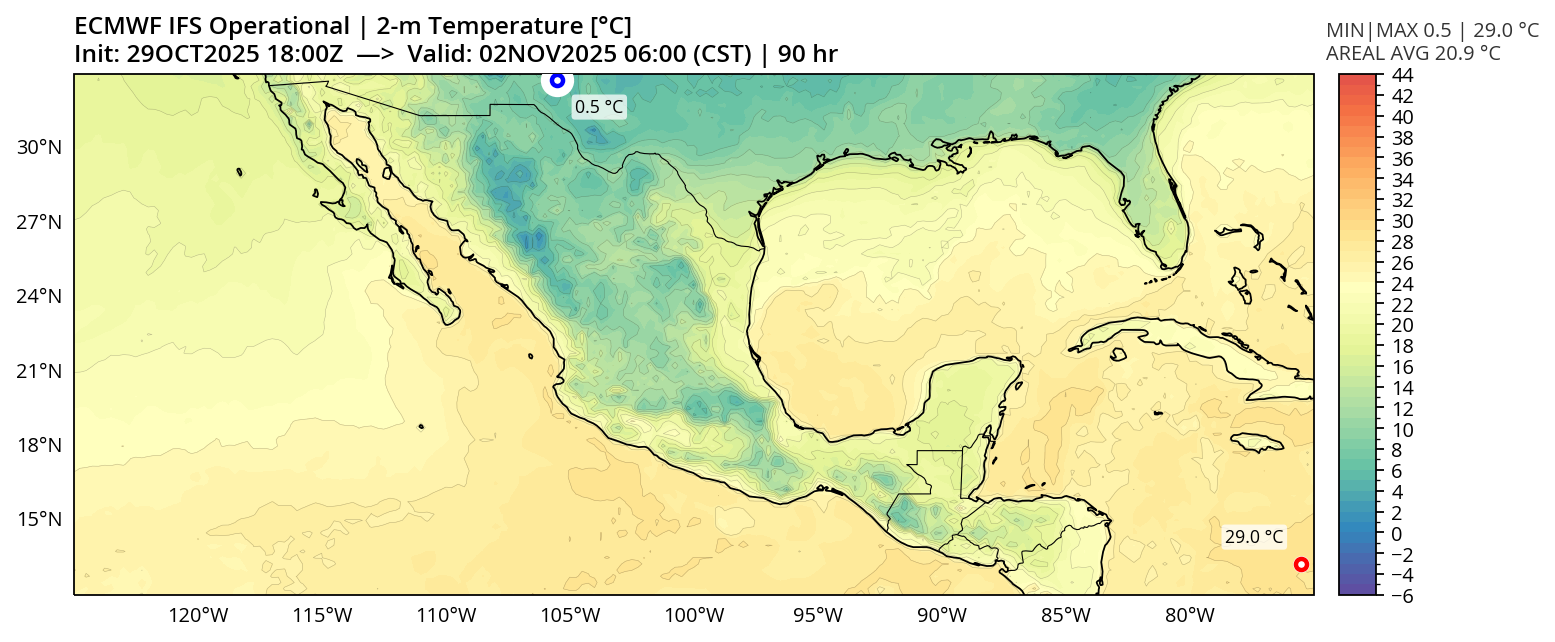 ECMWF IFS Operational | 2-m Temperature [°C]
Init: 29OCT2025 18:00Z —> Valid: 02NOV2025 06:00 (CST) | 90 hr
MIN|MAX 0.5 | 29.0 °C
AREAL AVG 20.9 °C
0.5 °C
29.0 °C
30°N
27°N
24°N
21°N
18°N
15°N
120°W
115°W
110°W
105°W
100°W
95°W
90°W
85°W
80°W
44
42
40
38
36
34
32
30
28
26
24
22
20
18
16
14
12
10
8
6
4
2
0
−2
−4
−6